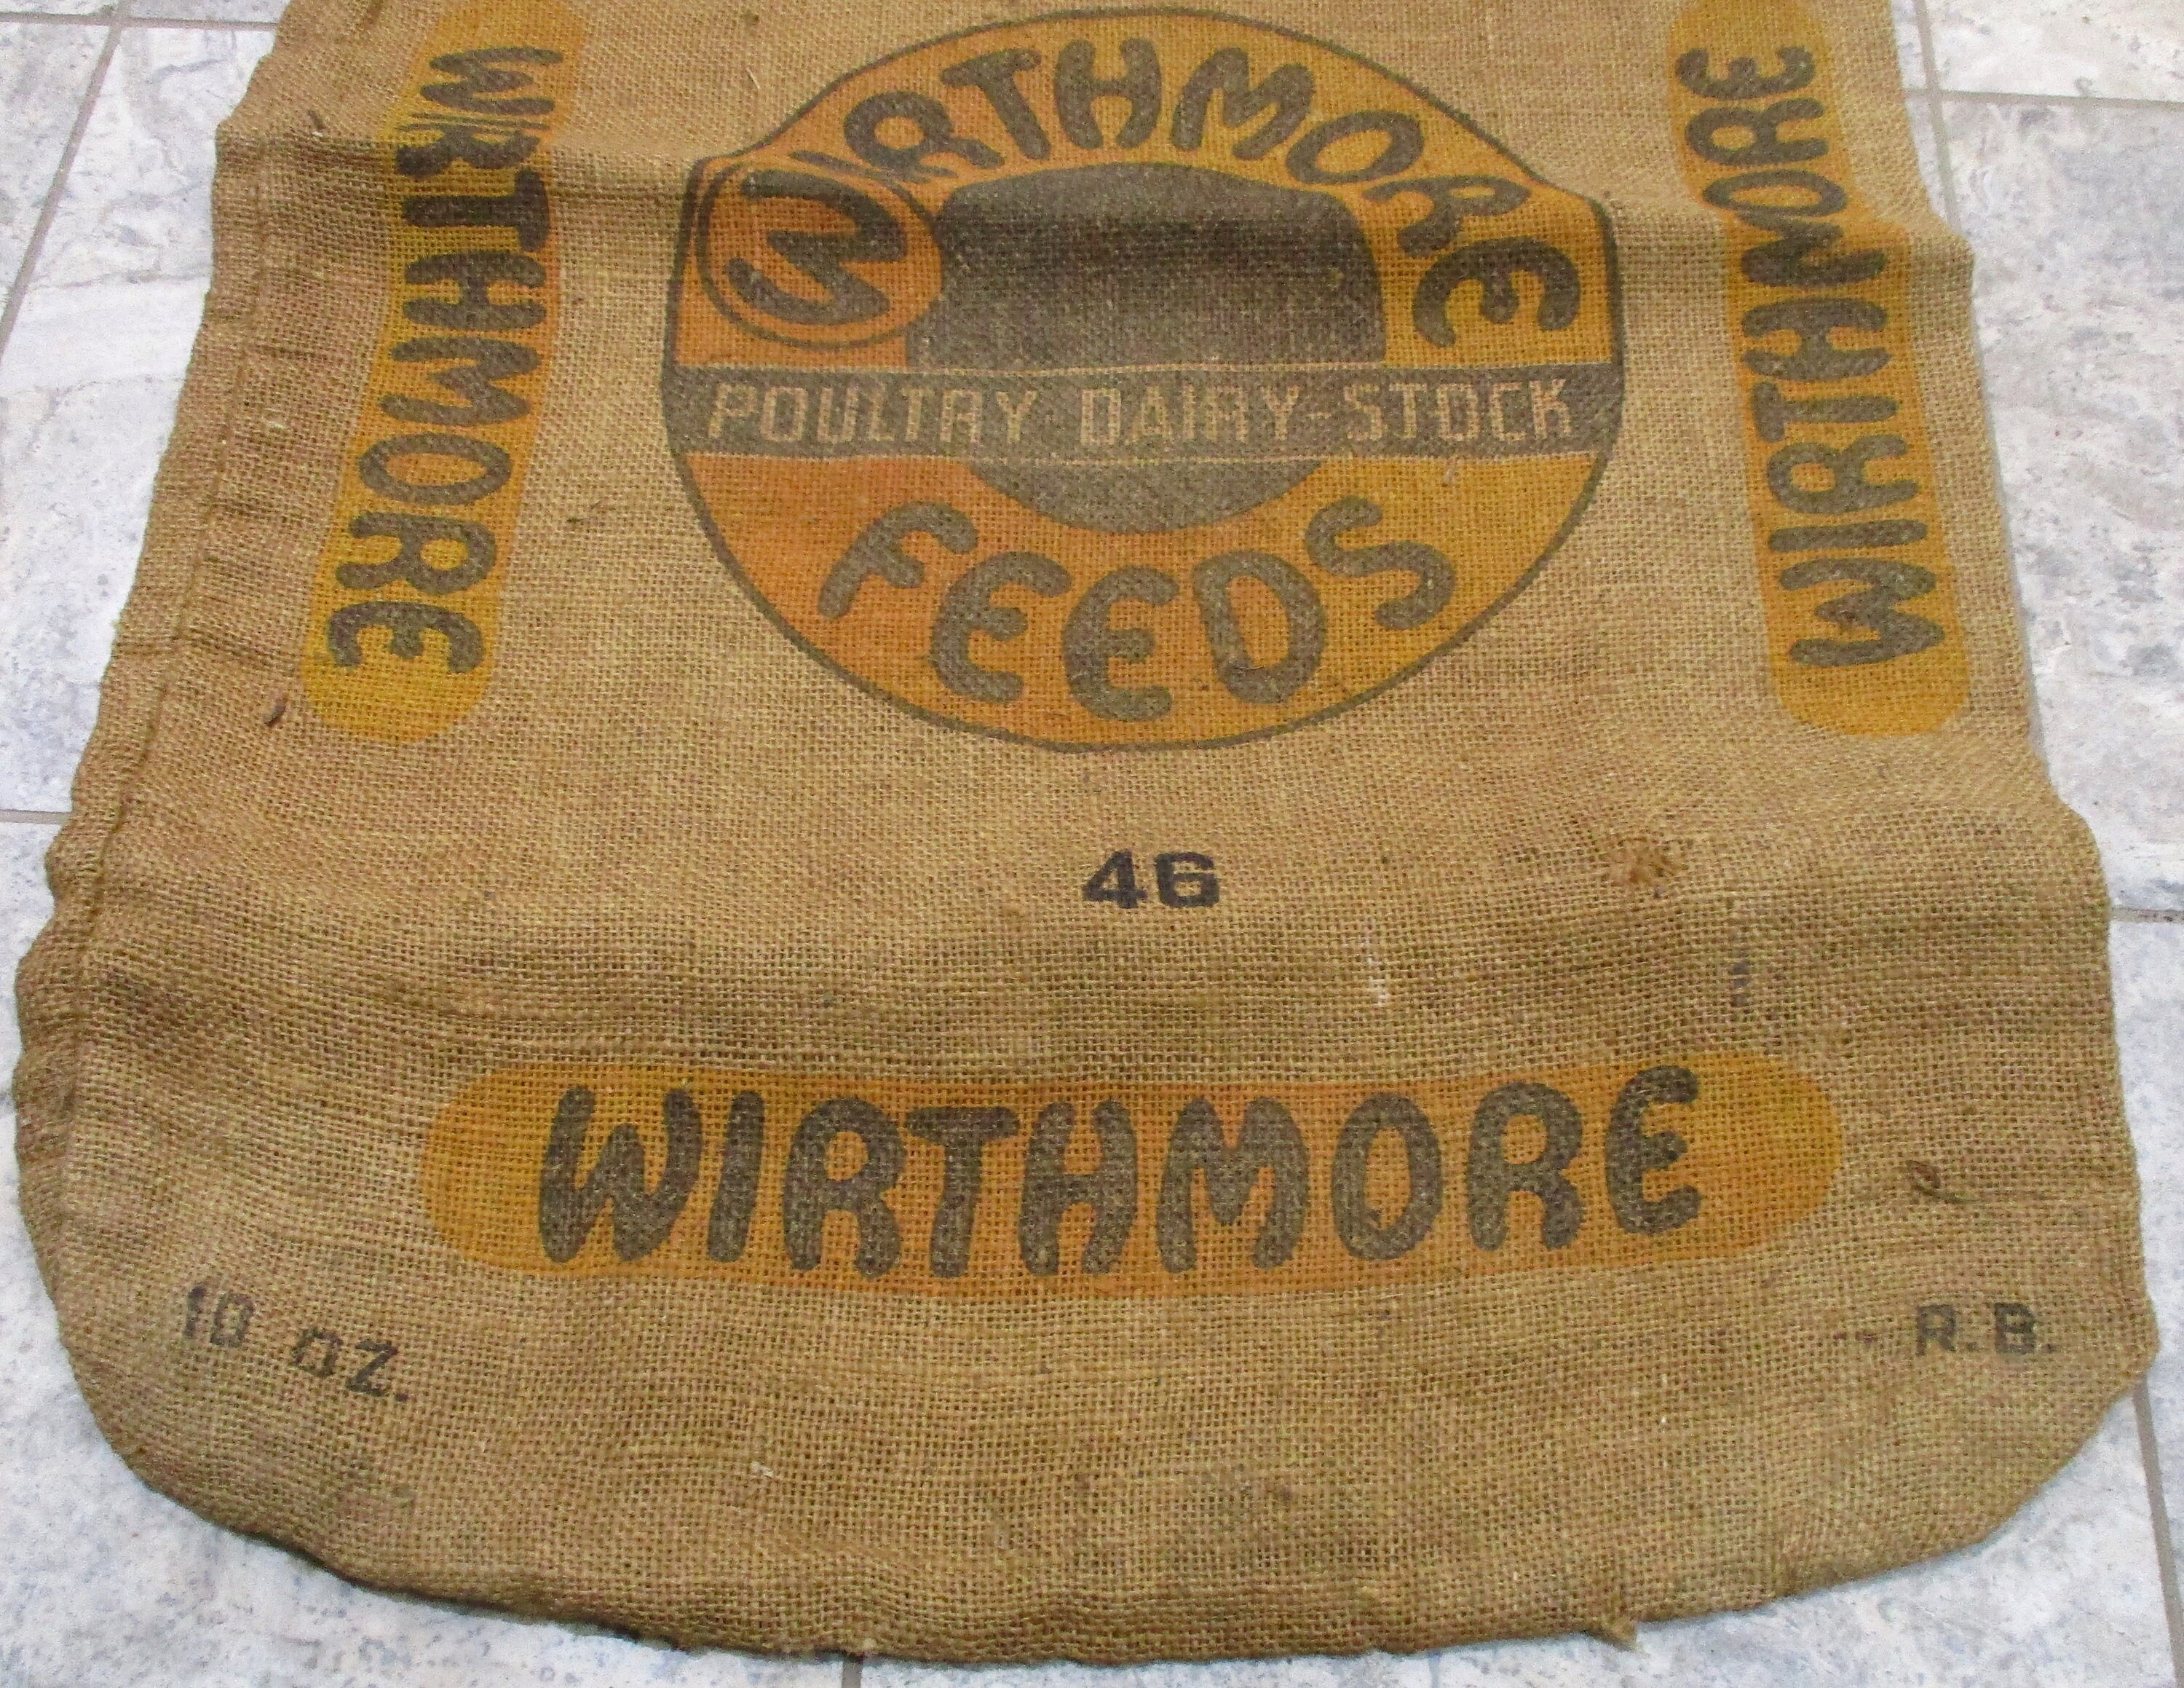 WIRTHMORE
WIRTHMORE
WIRTHMORE
W
POULTRY DAIRY-STOCK
FEEDS
46
WIRTHMORE
10 OZ.
R.B.